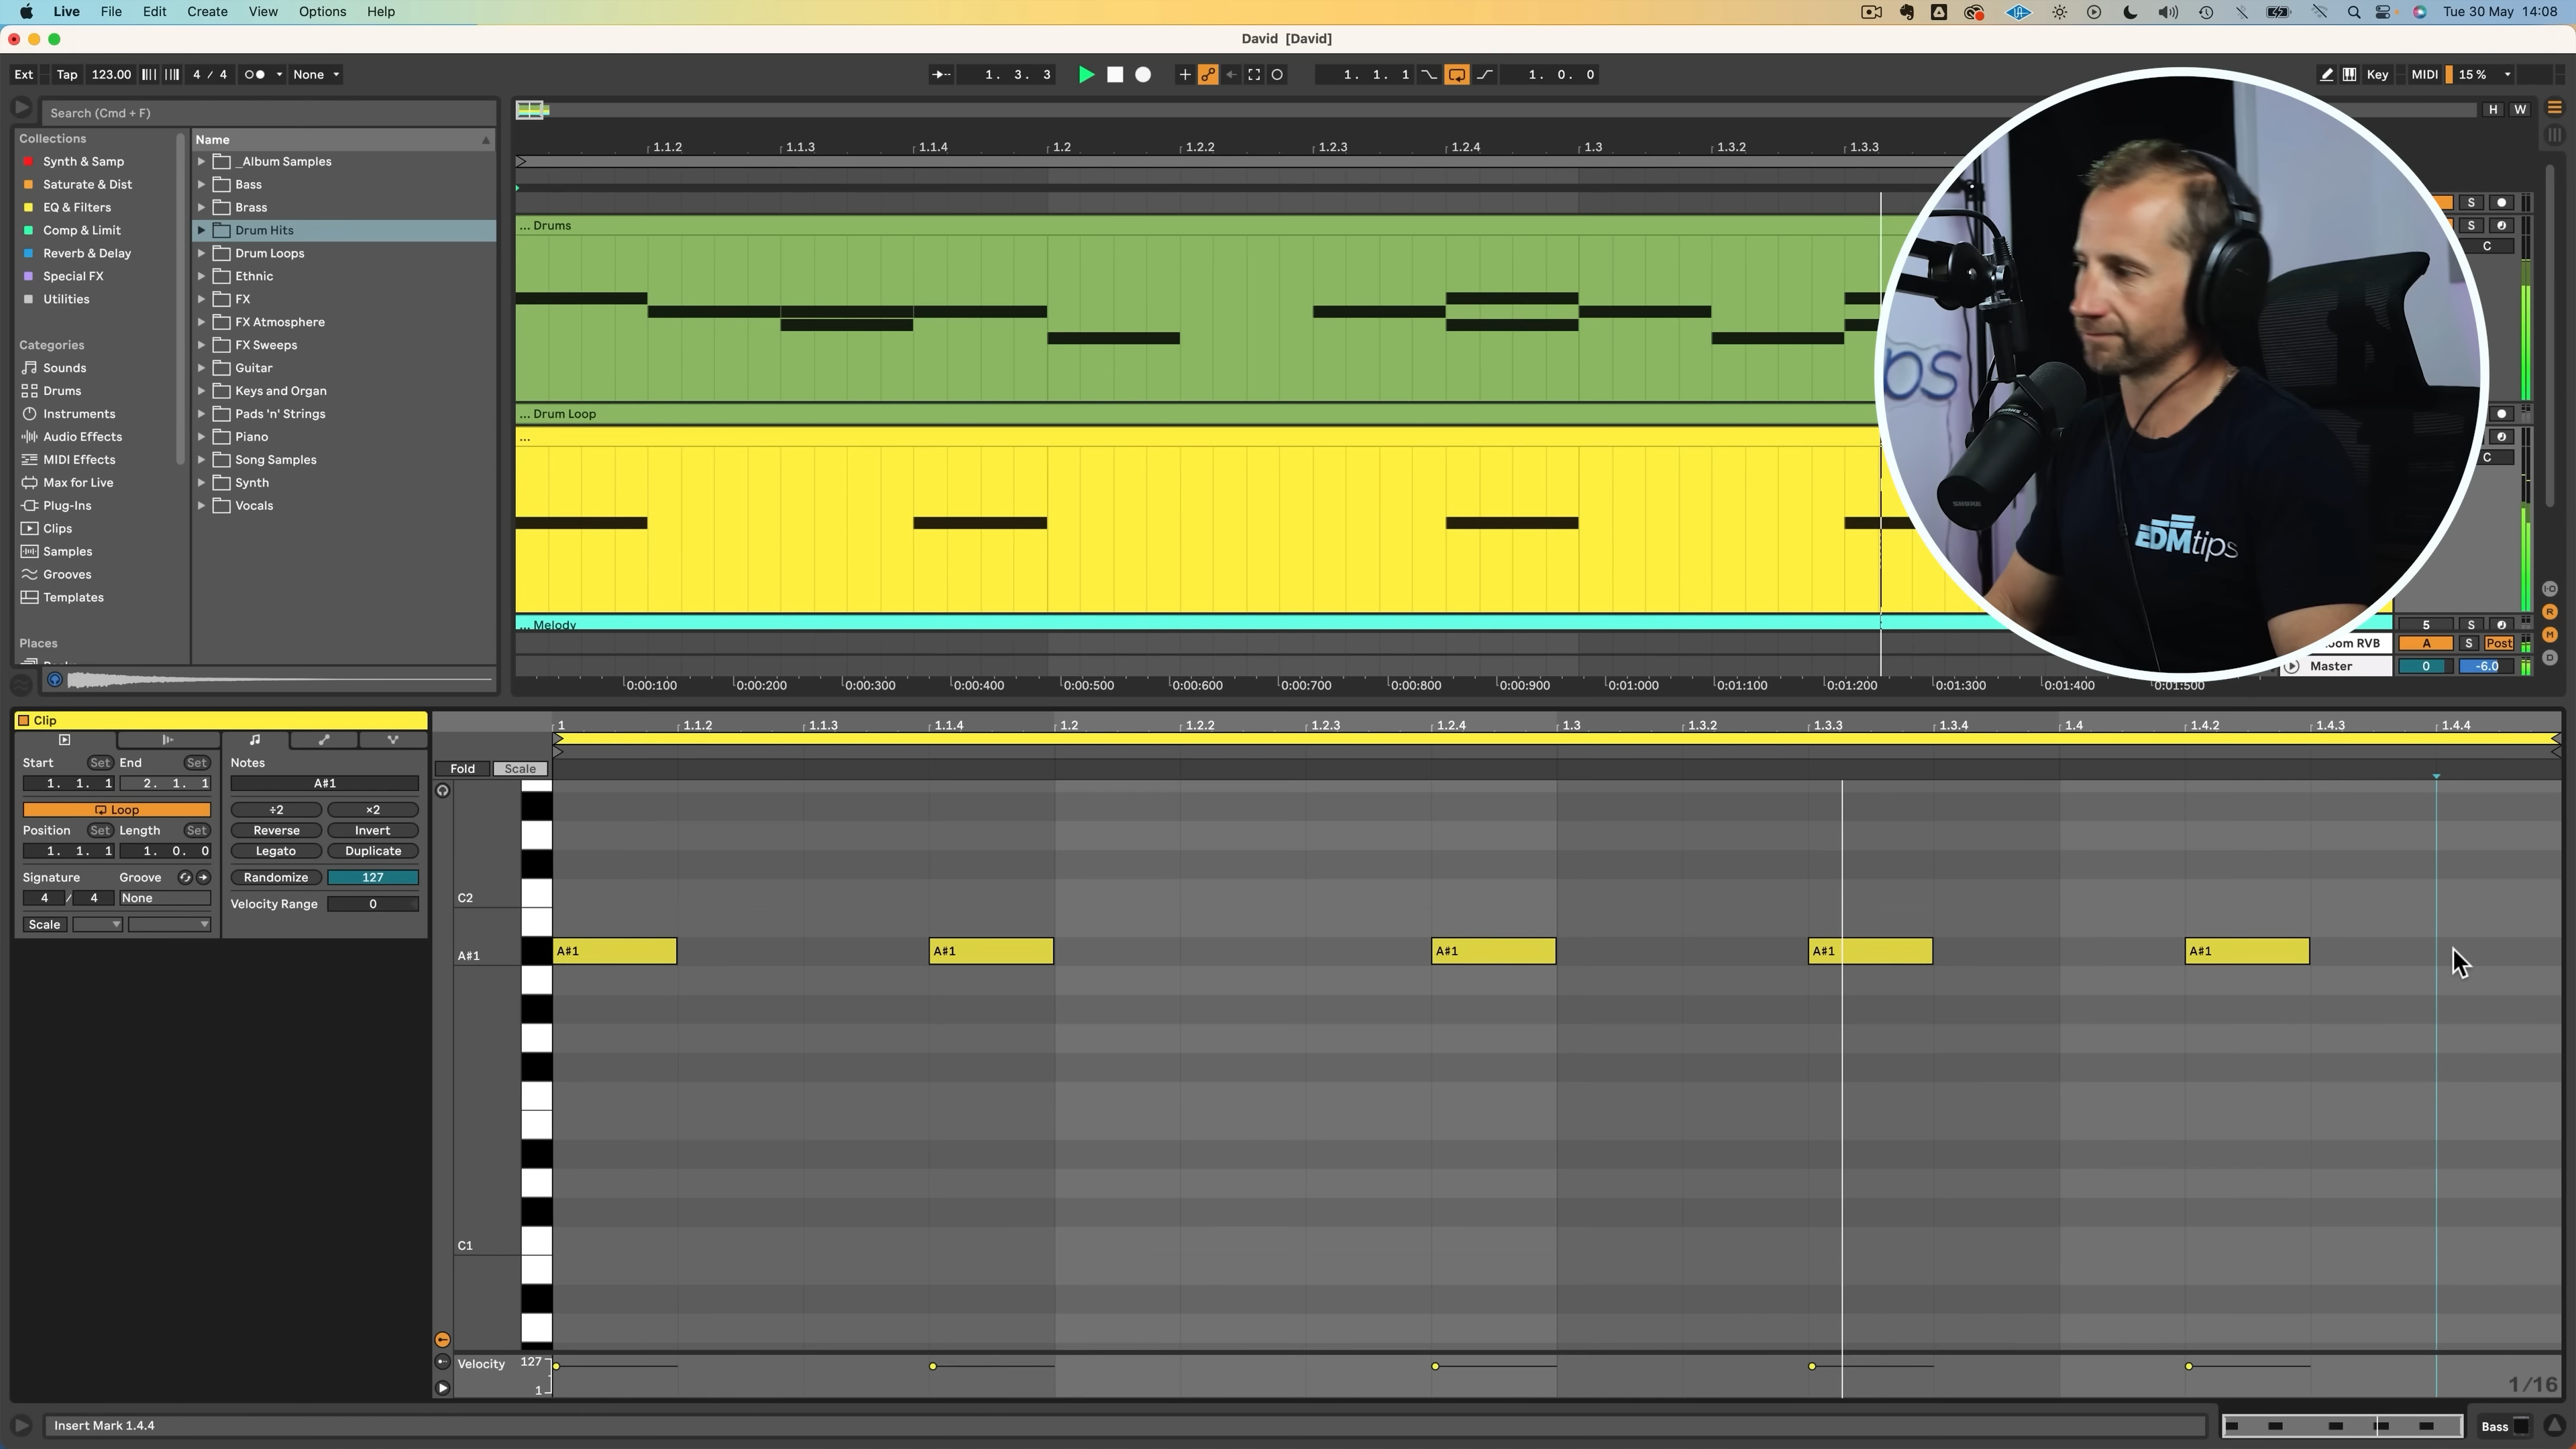 Live File Edit Create View Options Help Tue 30 May 14:08
David [David]
Ext Tap 123.00 4 / 4 None 1. 3. 3 1. 1. 1 1. 0. 0 Key MIDI 15 %
Search (Cmd + F)
H W
Collections
Synth & Samp
Saturate & Dist
EQ & Filters
Comp & Limit
Reverb & Delay
Special FX
Utilities
Categories
Sounds
Drums
Instruments
Audio Effects
MIDI Effects
Max for Live
Plug-Ins
Clips
Samples
Grooves
Templates
Places
Name
_Album Samples
Bass
Brass
Drum Hits
Drum Loops
Ethnic
FX
FX Atmosphere
FX Sweeps
Guitar
Keys and Organ
Pads 'n' Strings
Piano
Song Samples
Synth
Vocals
1.1.2 1.1.3 1.1.4 1.2 1.2.2 1.2.3 1.2.4 1.3 1.3.2 1.3.3
... Drums
... Drum Loop
...
... Melody
S
S
C
C
5 S
oom RVB A S Post
Master 0 -6.0
R
M
D
SHURE
EDMtips
0:00:100 0:00:200 0:00:300 0:00:400 0:00:500 0:00:600 0:00:700 0:00:800 0:00:900 0:01:000 0:01:100 0:01:200 0:01:300 0:01:400 0:01:500
Clip
Start Set End Set
1. 1. 1 2. 1. 1
Loop
Position Set Length Set
1. 1. 1 1. 0. 0
Signature Groove
4 / 4 None
Scale
Notes
A#1
÷2 ×2
Reverse Invert
Legato Duplicate
Randomize 127
Velocity Range 0
1 1.1.2 1.1.3 1.1.4 1.2 1.2.2 1.2.3 1.2.4 1.3 1.3.2 1.3.3 1.3.4 1.4 1.4.2 1.4.3 1.4.4
Fold Scale
C2
A#1 A#1 A#1 A#1 A#1 A#1
C1
Velocity 127
1
1/16
Insert Mark 1.4.4
Bass